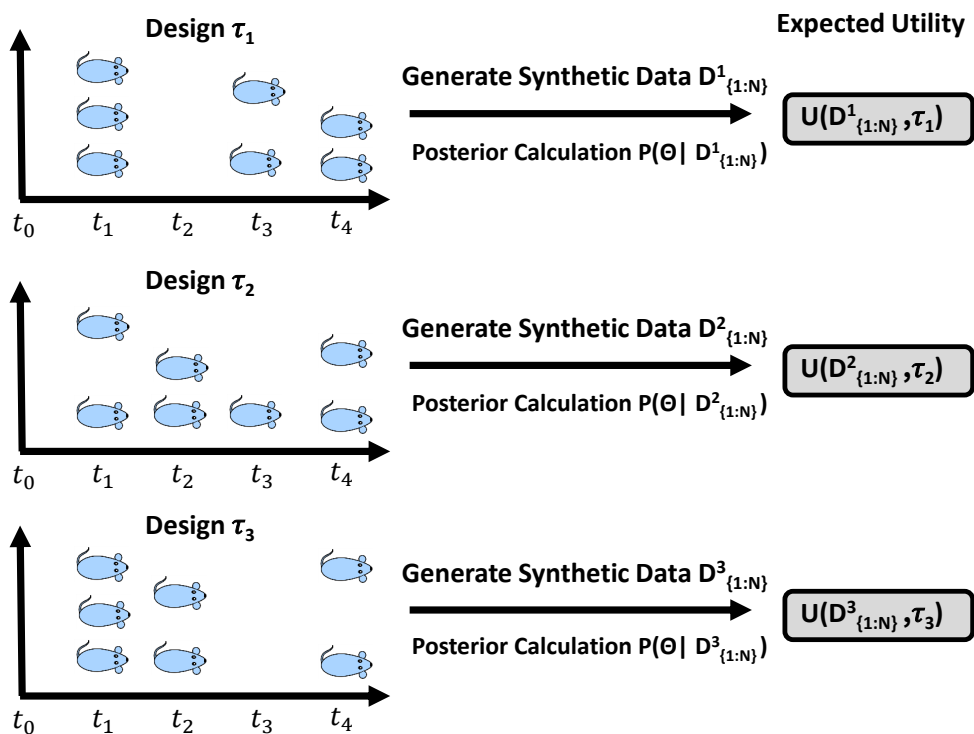 Expected Utility
Design τ₁
Generate Synthetic Data D¹{1:N}
Posterior Calculation P(Θ| D¹{1:N})
U(D¹{1:N} ,τ₁)
t₀ t₁ t₂ t₃ t₄
Design τ₂
Generate Synthetic Data D²{1:N}
Posterior Calculation P(Θ| D²{1:N})
U(D²{1:N} ,τ₂)
t₀ t₁ t₂ t₃ t₄
Design τ₃
Generate Synthetic Data D³{1:N}
Posterior Calculation P(Θ| D³{1:N})
U(D³{1:N} ,τ₃)
t₀ t₁ t₂ t₃ t₄